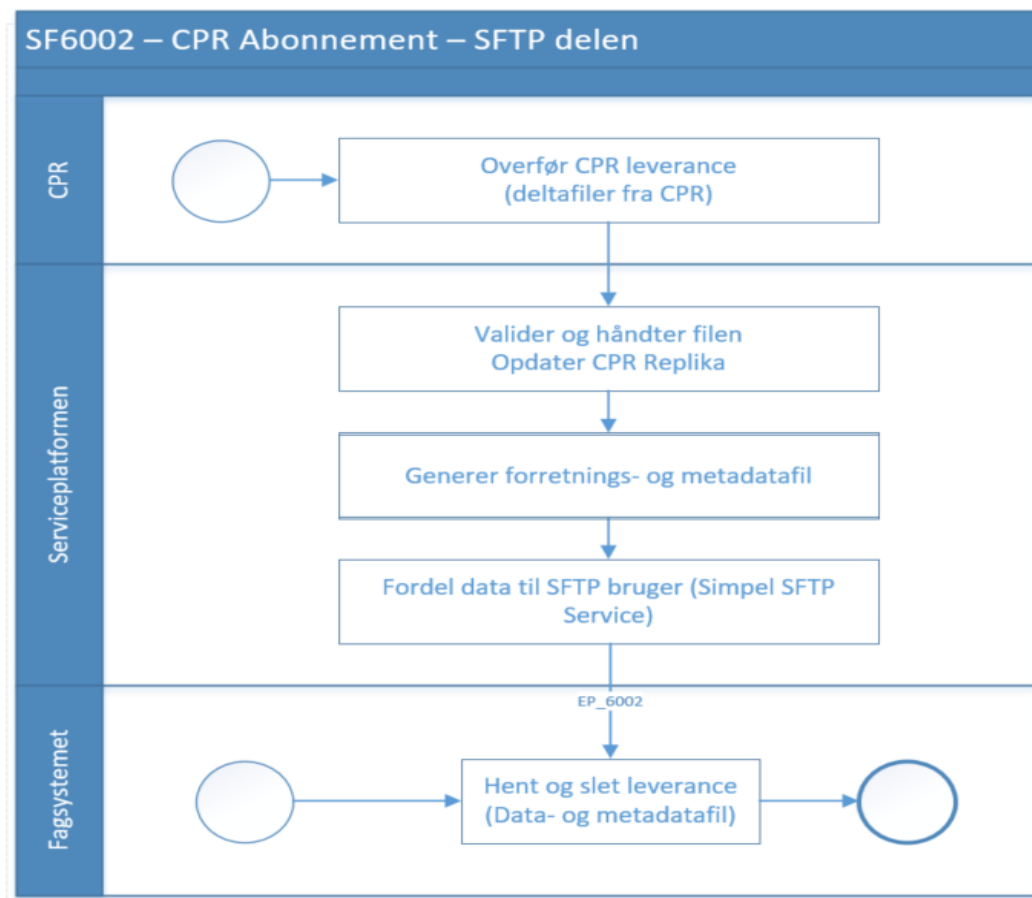 SF6002 – CPR Abonnement – SFTP delen
CPR
Overfør CPR leverance
(deltafiler fra CPR)
Serviceplatformen
Valider og håndter filen
Opdater CPR Replika
Generer forretnings- og metadatafil
Fordel data til SFTP bruger (Simpel SFTP
Service)
EP_6002
Fagsystemet
Hent og slet leverance
(Data- og metadatafil)